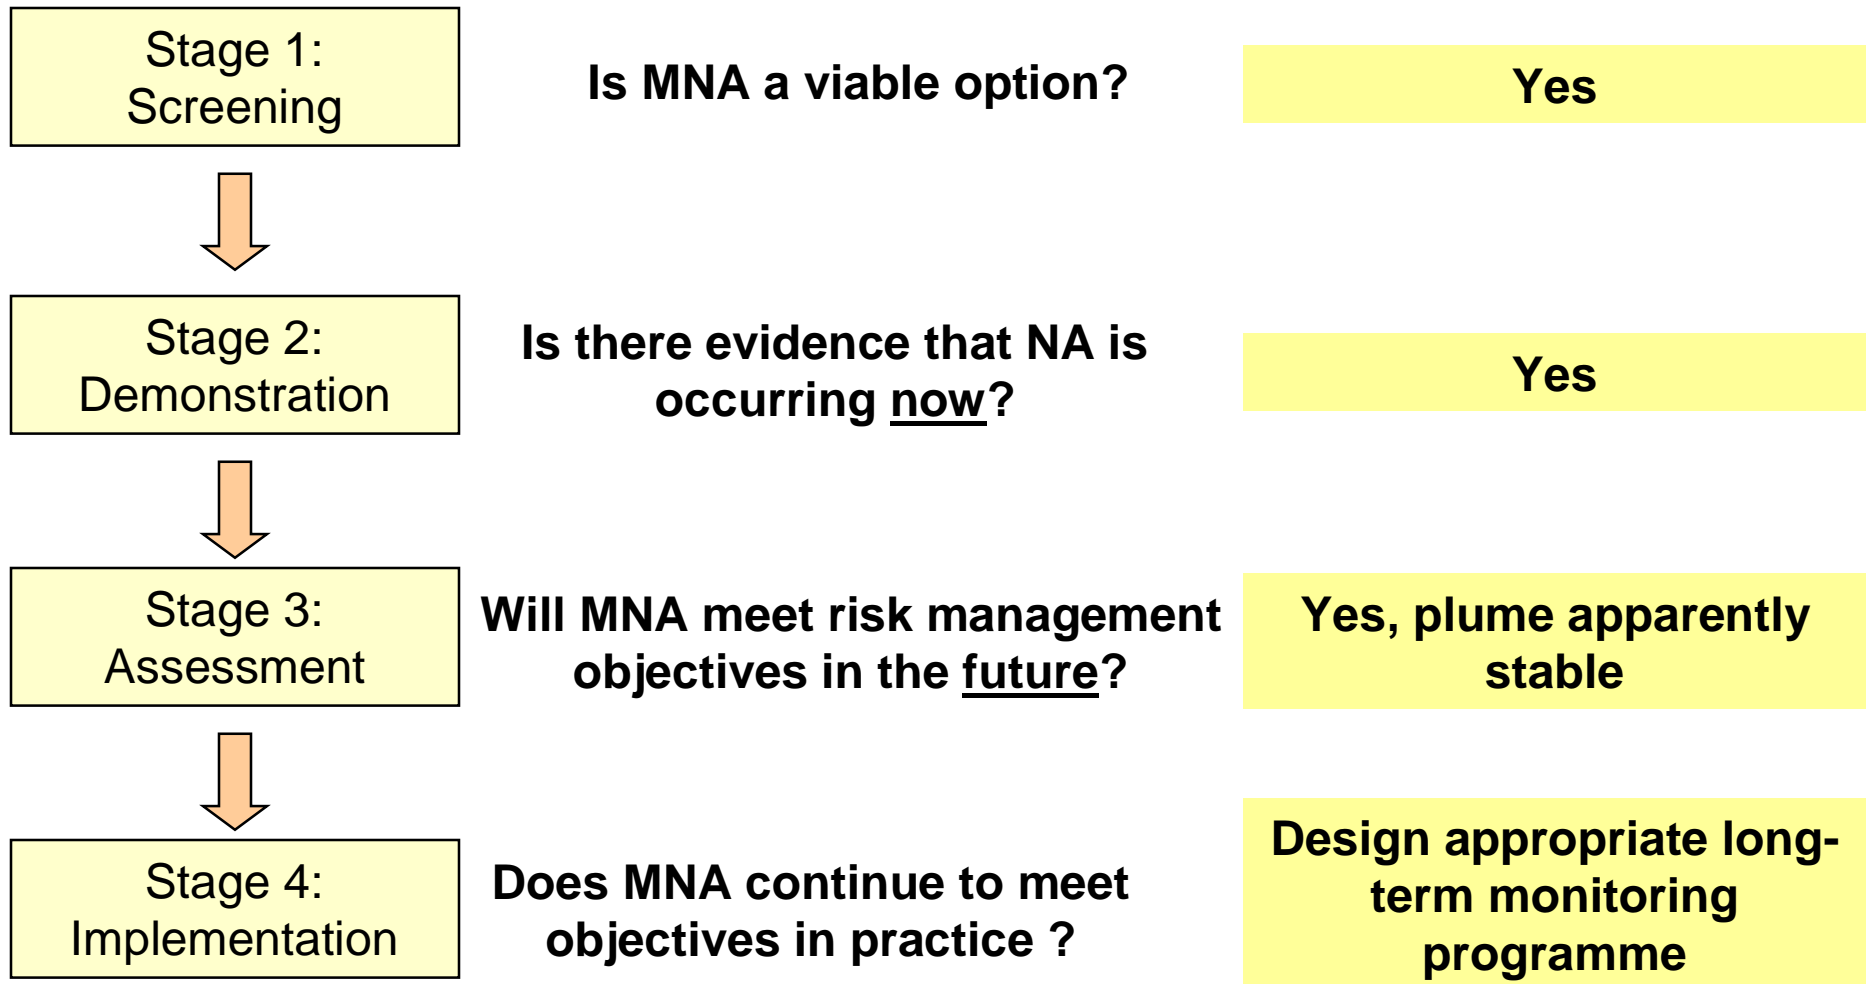 Stage 1:
Screening
Is MNA a viable option?
Yes
Stage 2:
Demonstration
Is there evidence that NA is
occurring now?
Yes
Stage 3:
Assessment
Will MNA meet risk management
objectives in the future?
Yes, plume apparently
stable
Stage 4:
Implementation
Does MNA continue to meet
objectives in practice ?
Design appropriate long-
term monitoring
programme